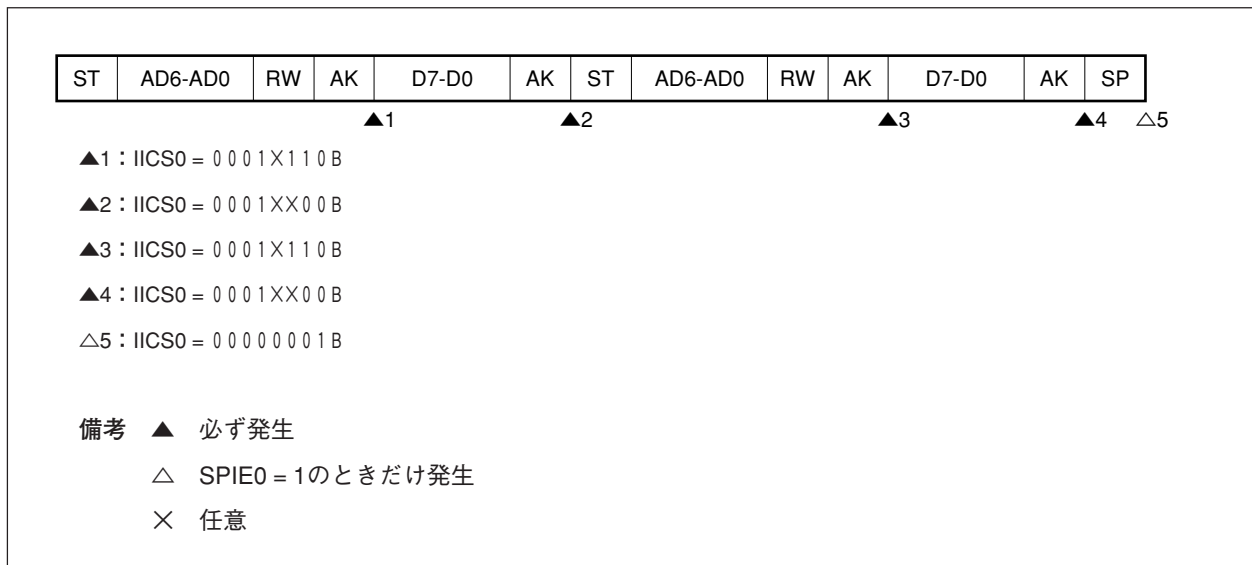 ST AD6-AD0 RW AK D7-D0 AK ST AD6-AD0 RW AK D7-D0 AK SP
▲1 ▲2 ▲3 ▲4 △5
▲1：IICS0 = 0001X110B
▲2：IICS0 = 0001XX00B
▲3：IICS0 = 0001X110B
▲4：IICS0 = 0001XX00B
△5：IICS0 = 00000001B
備考 ▲ 必ず発生
△ SPIE0 = 1のときだけ発生
× 任意